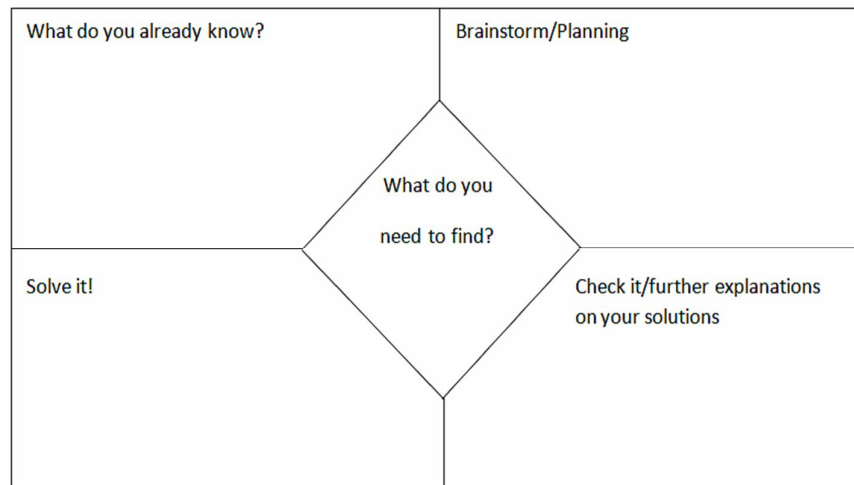 What do you already know?
Brainstorm/Planning
What do you
need to find?
Solve it!
Check it/further explanations
on your solutions